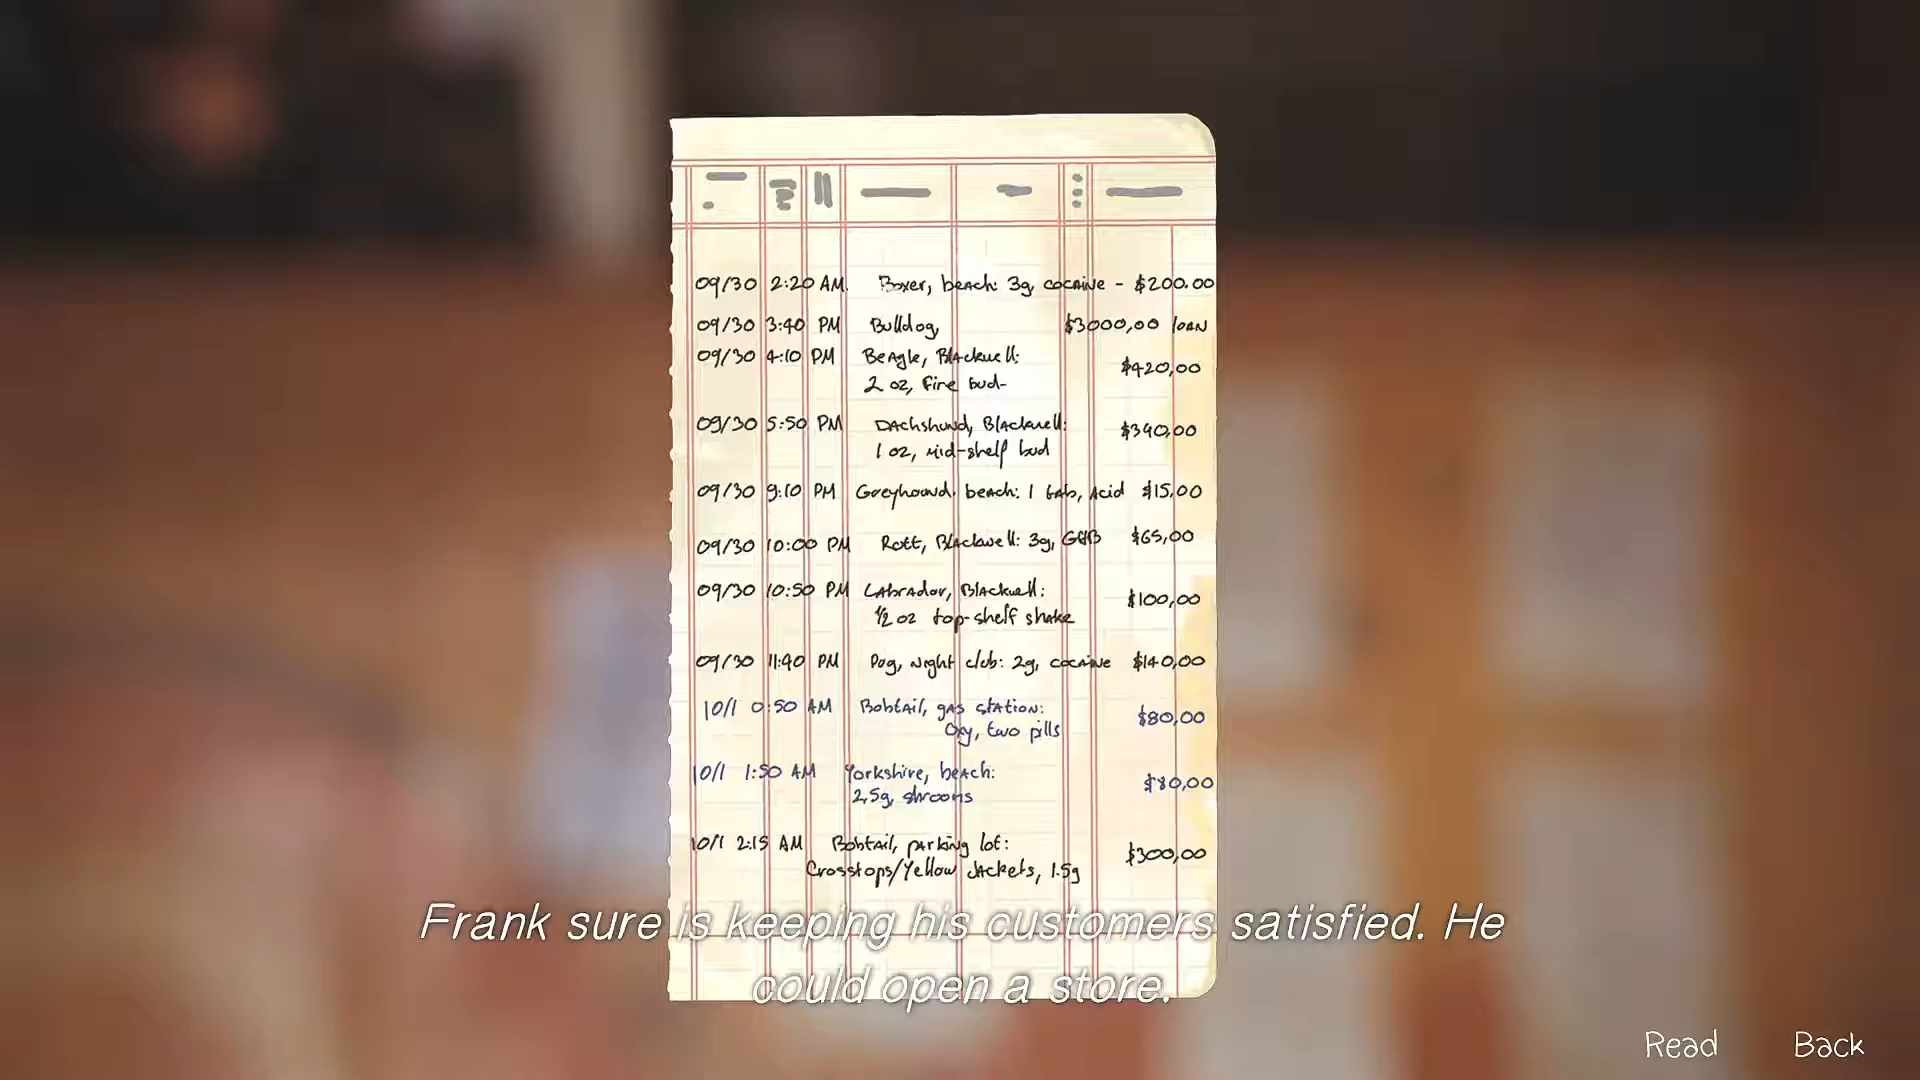 09/30 2:20 AM. Boxer, beach: 3g, cocaine - $200.00
09/30 3:40 PM Bulldog, $3000,00 loan
09/30 4:10 PM Beagle, Blackwell:
2 oz, fire bud-
$420,00
09/30 5:50 PM Dachshund, Blackwell:
1 oz, mid-shelf bud
$340,00
09/30 9:10 PM Greyhound, beach: 1 tab, acid $15,00
09/30 10:00 PM Rott, Blackwell: 3g, GHB $65,00
09/30 10:50 PM Labrador, Blackwell:
1/2 oz top-shelf shake
$100,00
09/30 11:40 PM Pog, night club: 2g, cocaine $140,00
10/1 0:50 AM Bobtail, gas station:
Oxy, two pills
$80,00
10/1 1:50 AM Yorkshire, beach:
2,5g, shrooms
$80,00
10/1 2:15 AM Bobtail, parking lot:
Crosstops/Yellow Jackets, 1.5g
$300,00
Frank sure is keeping his customers satisfied. He
could open a store.
Read Back